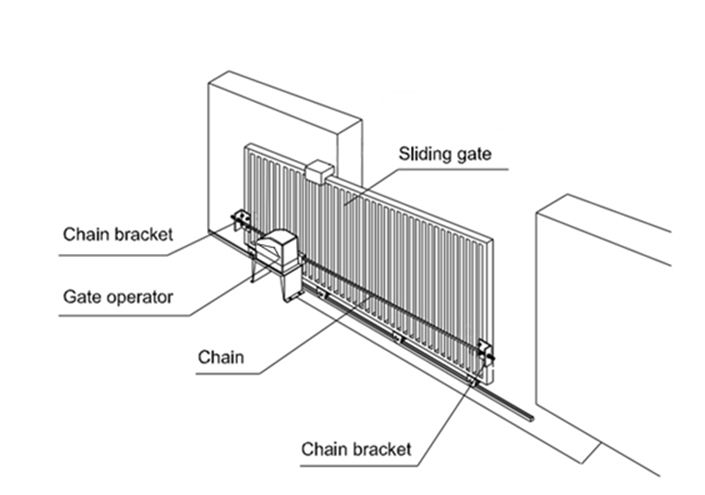 Sliding gate
Chain bracket
Gate operator
Chain
Chain bracket